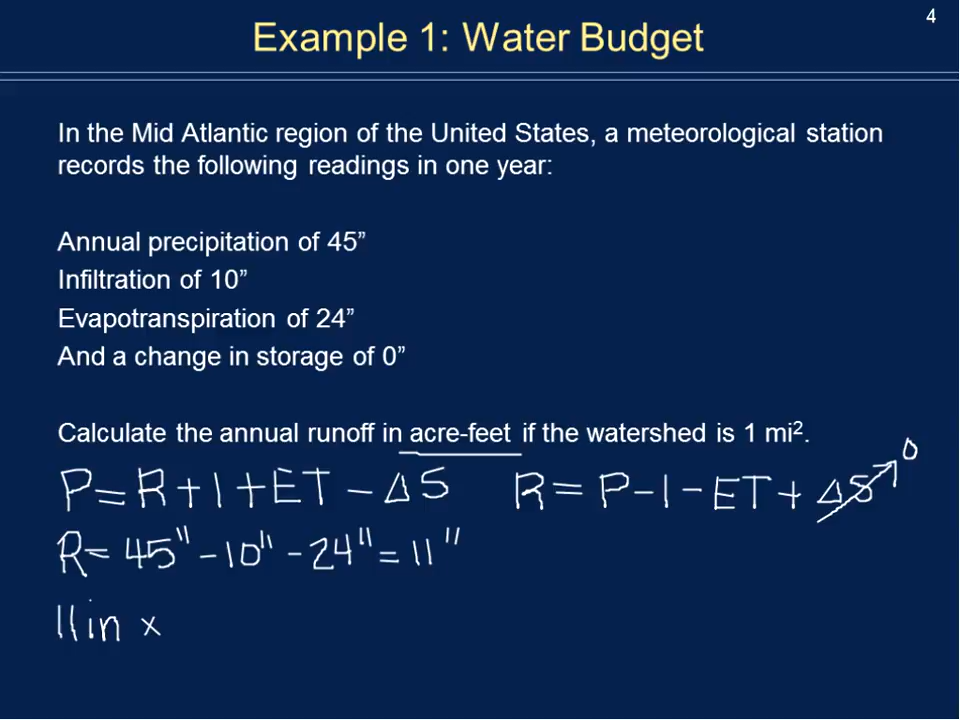 4
Example 1: Water Budget
In the Mid Atlantic region of the United States, a meteorological station
records the following readings in one year:
Annual precipitation of 45”
Infiltration of 10”
Evapotranspiration of 24”
And a change in storage of 0”
Calculate the annual runoff in acre-feet if the watershed is 1 mi².
P = R + I + ET - ΔS R = P - I - ET + ΔS 0
R = 45" - 10" - 24" = 11"
11 in x